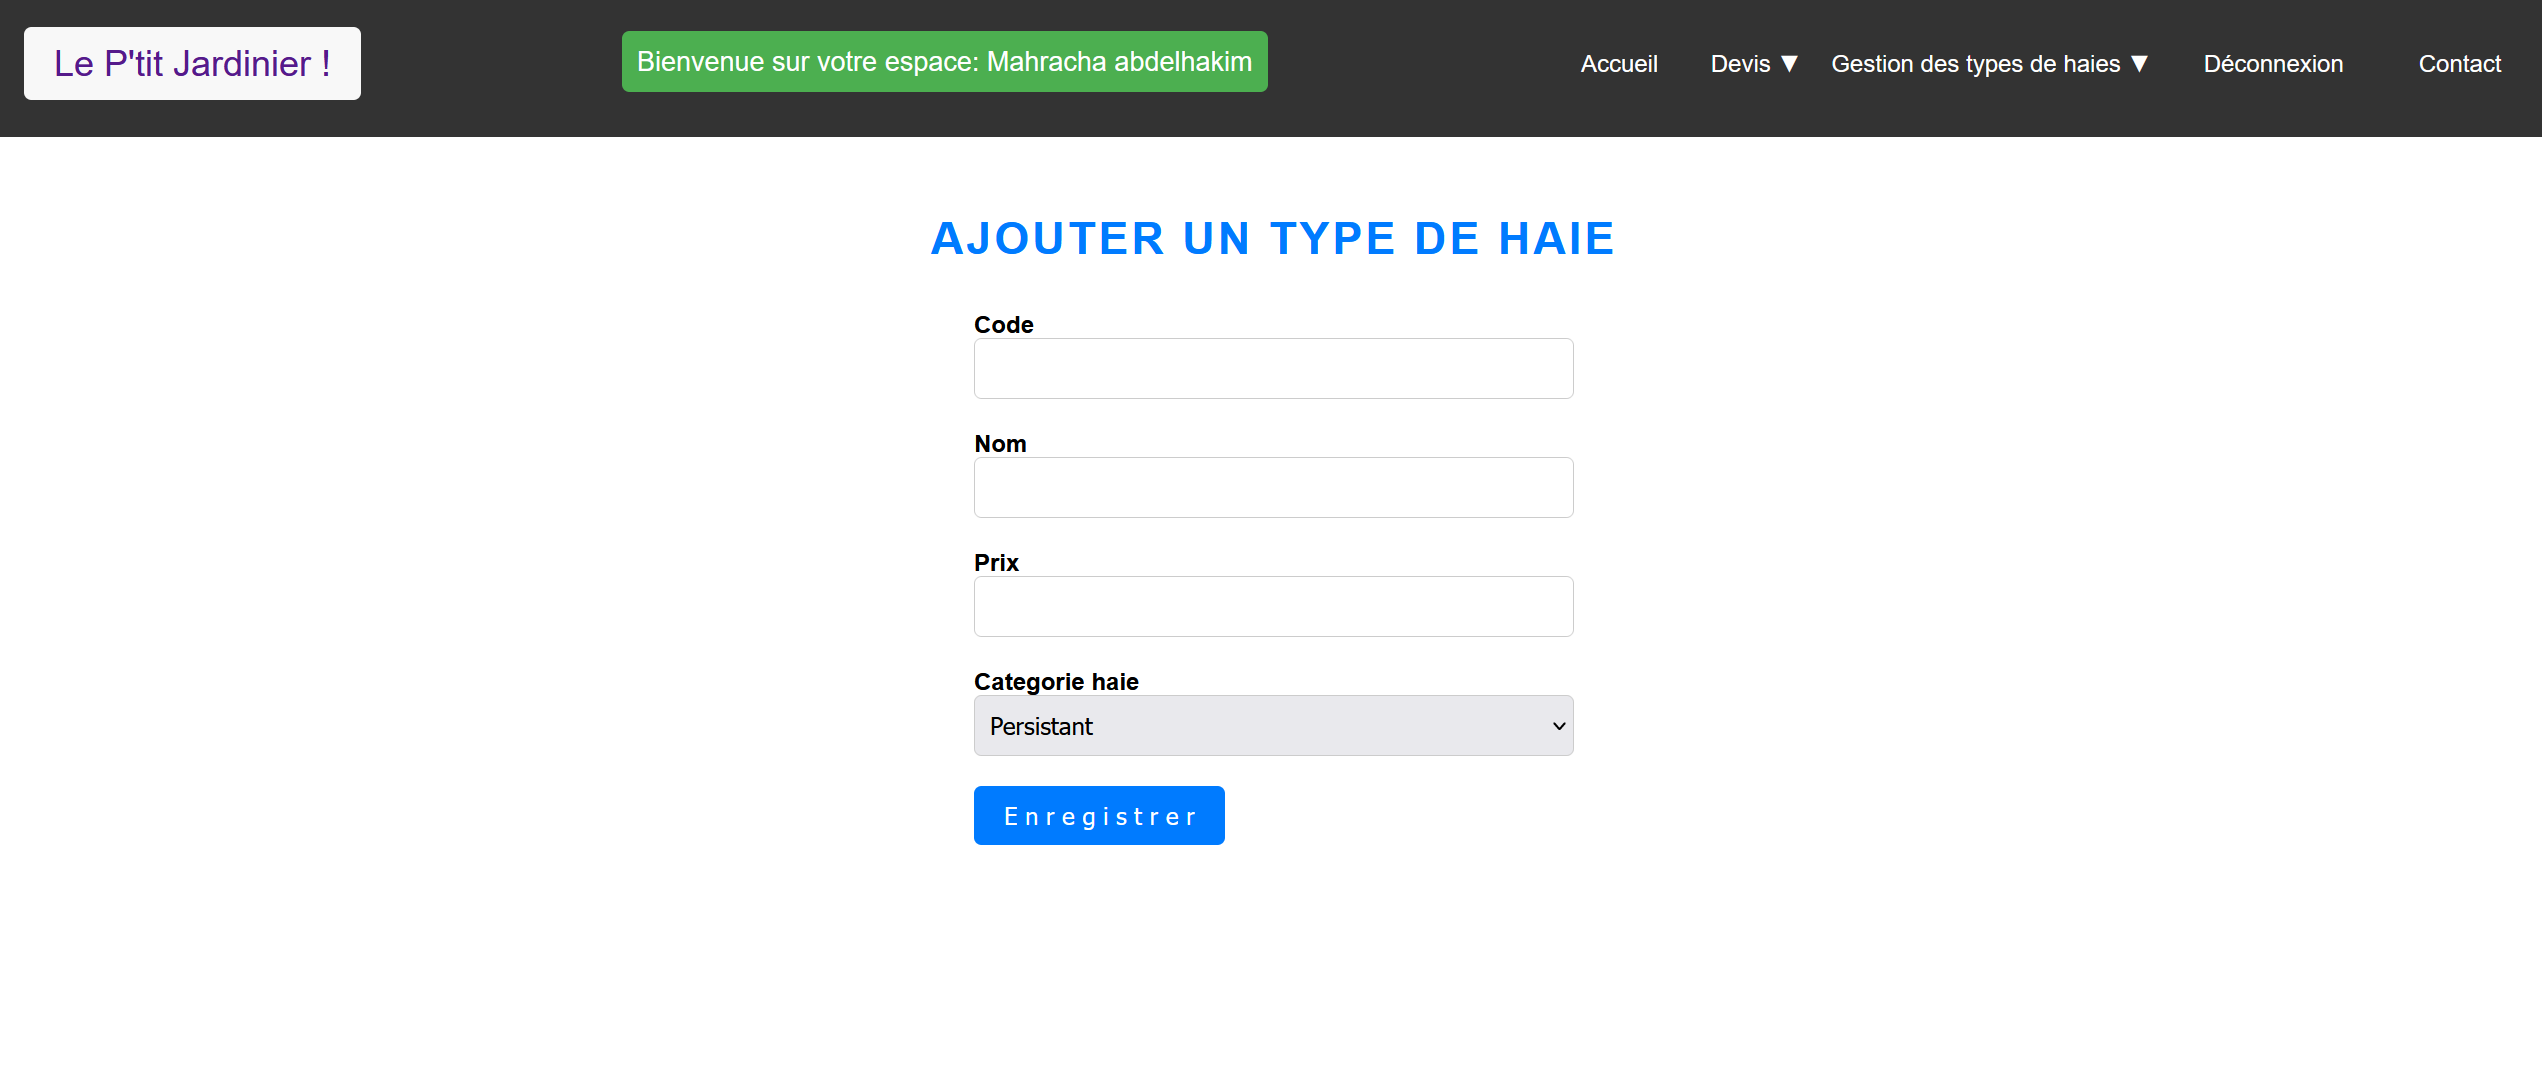 Le P'tit Jardinier !
Bienvenue sur votre espace: Mahracha abdelhakim
Accueil
Devis ▼
Gestion des types de haies ▼
Déconnexion
Contact
AJOUTER UN TYPE DE HAIE
Code
Nom
Prix
Categorie haie
Persistant
Enregistrer